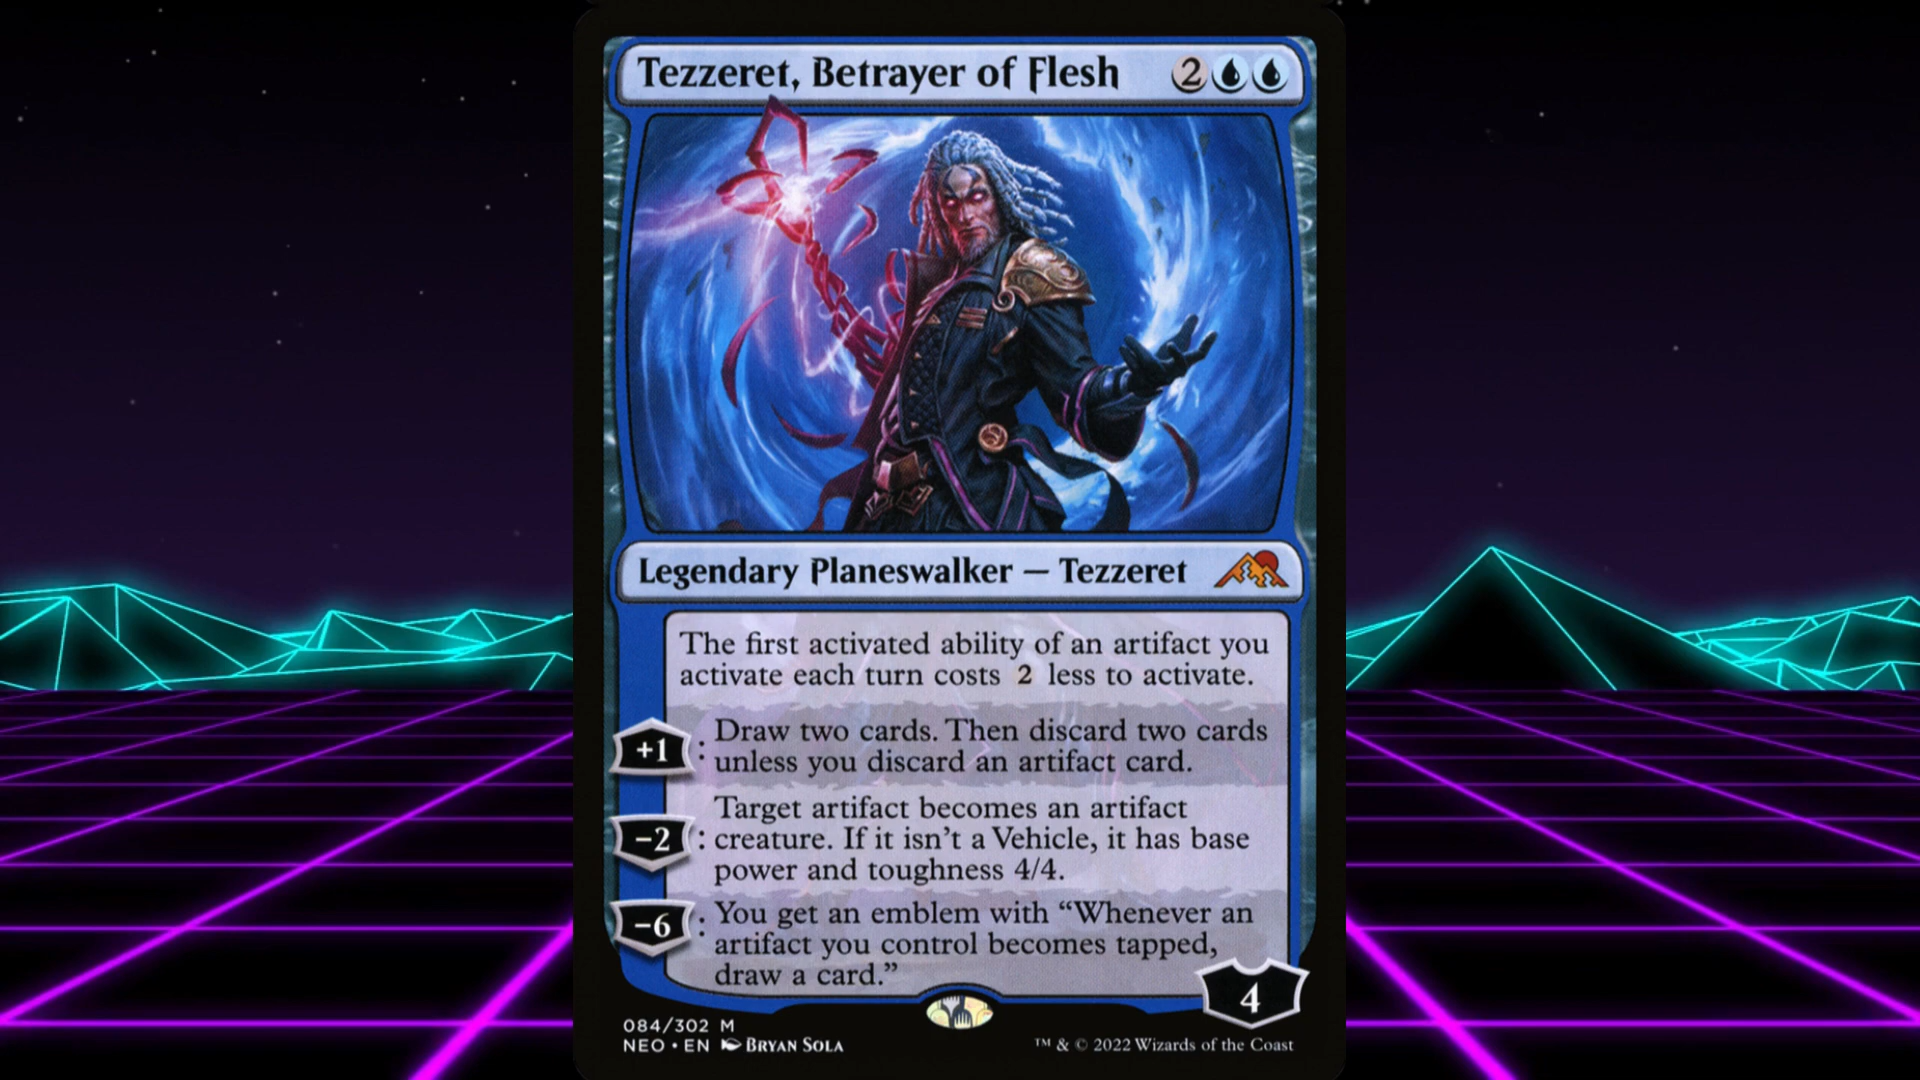 Tezzeret, Betrayer of Flesh 2
Legendary Planeswalker — Tezzeret
The first activated ability of an artifact you
activate each turn costs 2 less to activate.
+1 : Draw two cards. Then discard two cards
unless you discard an artifact card.
Target artifact becomes an artifact
−2 : creature. If it isn't a Vehicle, it has base
power and toughness 4/4.
−6 : You get an emblem with “Whenever an
artifact you control becomes tapped,
draw a card.”
4
084/302 M
NEO • EN Bryan Sola
™ & © 2022 Wizards of the Coast